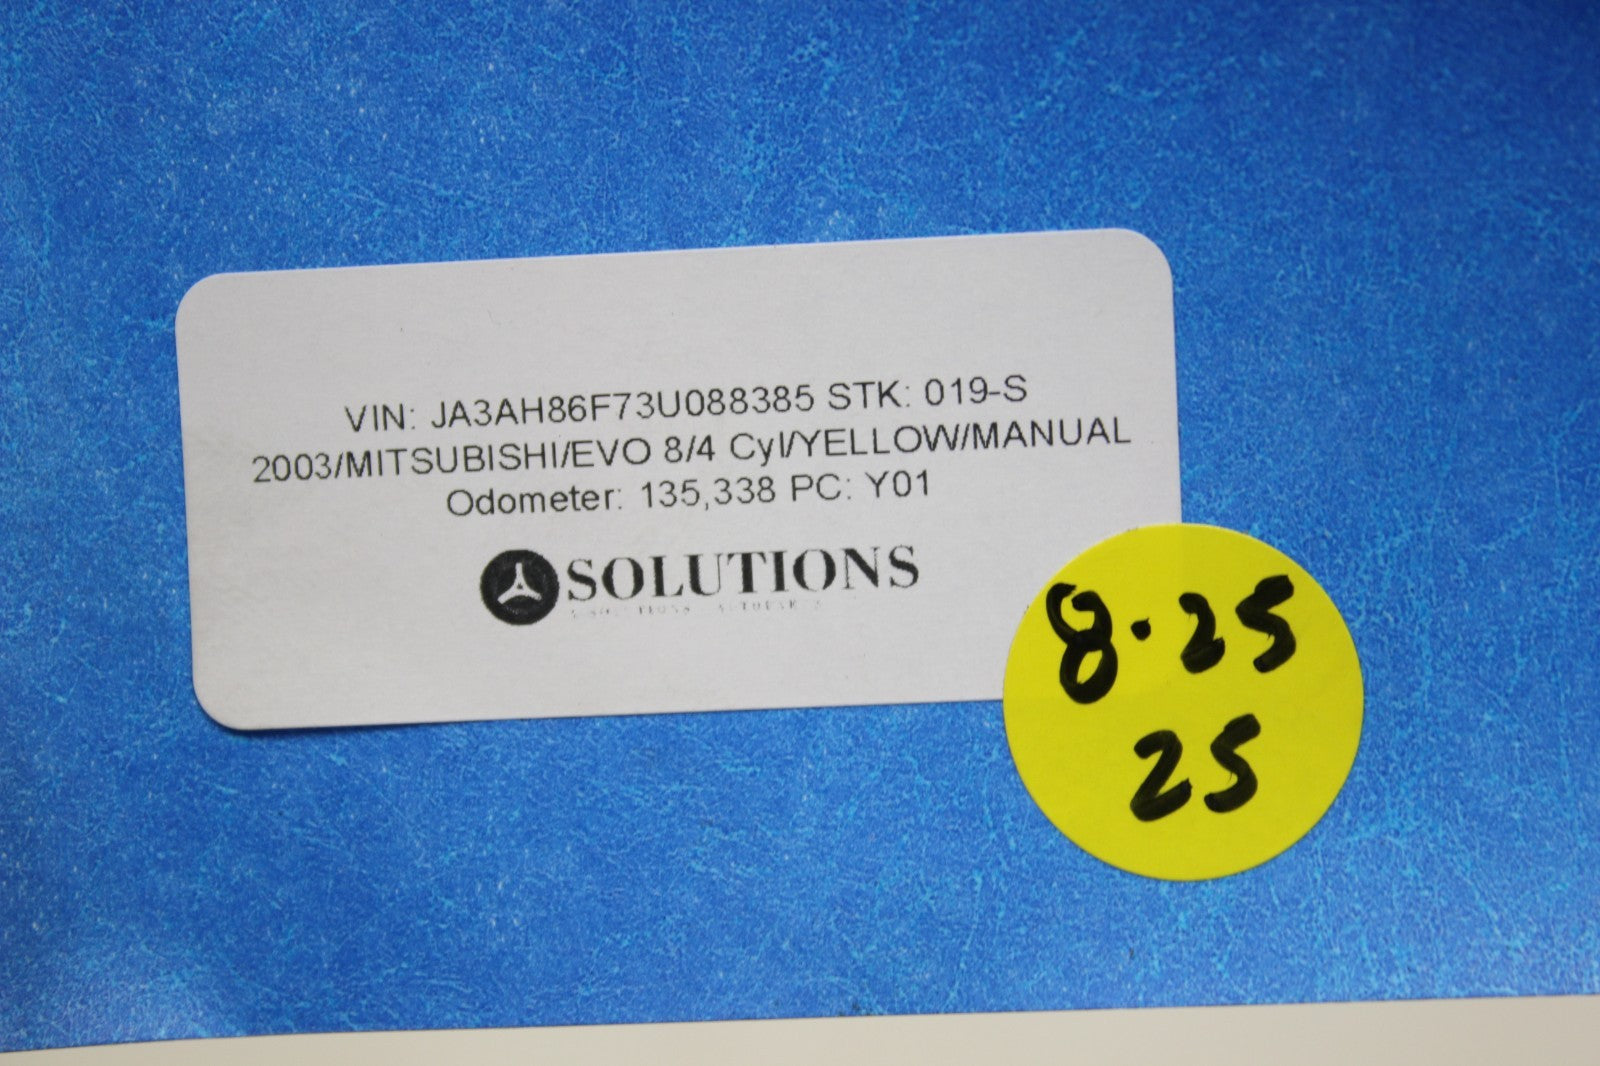 VIN: JA3AH86F73U088385 STK: 019-S
2003/MITSUBISHI/EVO 8/4 Cyl/YELLOW/MANUAL
Odometer: 135,338 PC: Y01
SOLUTIONS
8.25
25